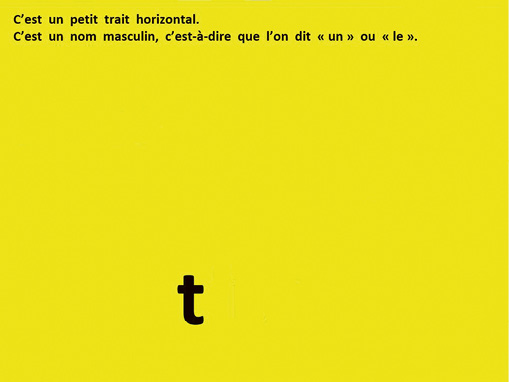 C’est un petit trait horizontal.
C’est un nom masculin, c’est-à-dire que l’on dit « un » ou « le ».
t